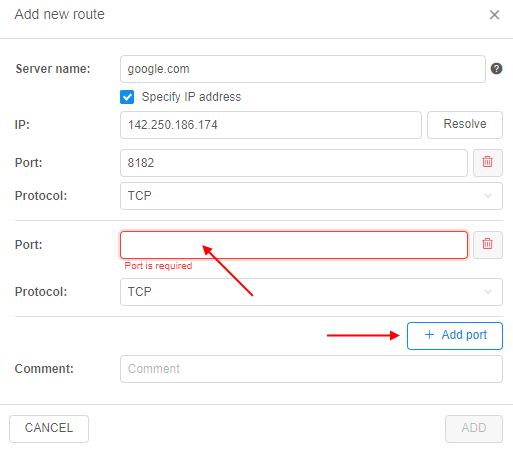 Add new route
Server name: google.com
Specify IP address
IP: 142.250.186.174 Resolve
Port: 8182
Protocol: TCP
Port:
Port is required
Protocol: TCP
+ Add port
Comment: Comment
CANCEL ADD